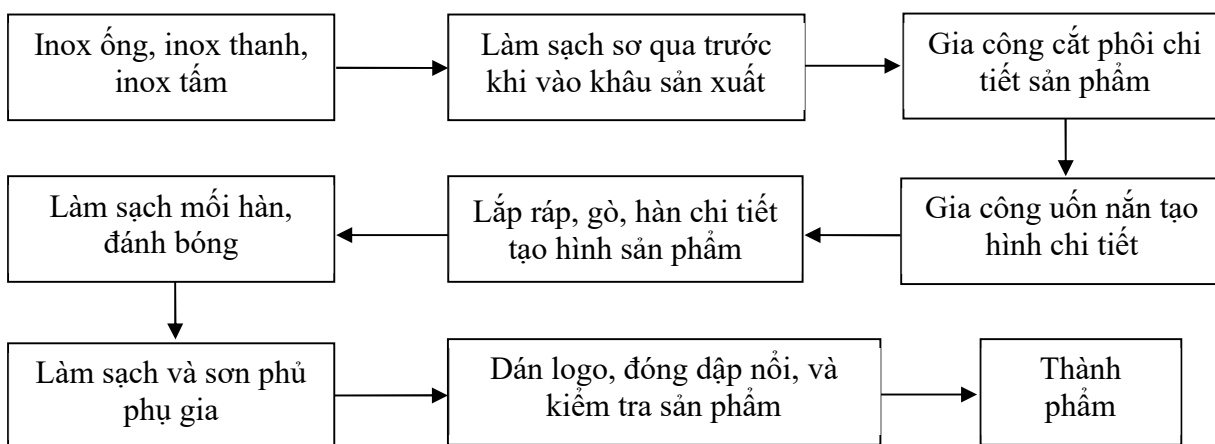 Inox ống, inox thanh,
inox tấm
Làm sạch sơ qua trước
khi vào khâu sản xuất
Gia công cắt phôi chi
tiết sản phẩm
Gia công uốn nắn tạo
hình chi tiết
Lắp ráp, gò, hàn chi tiết
tạo hình sản phẩm
Làm sạch mối hàn,
đánh bóng
Làm sạch và sơn phủ
phụ gia
Dán logo, đóng dập nổi, và
kiểm tra sản phẩm
Thành
phẩm